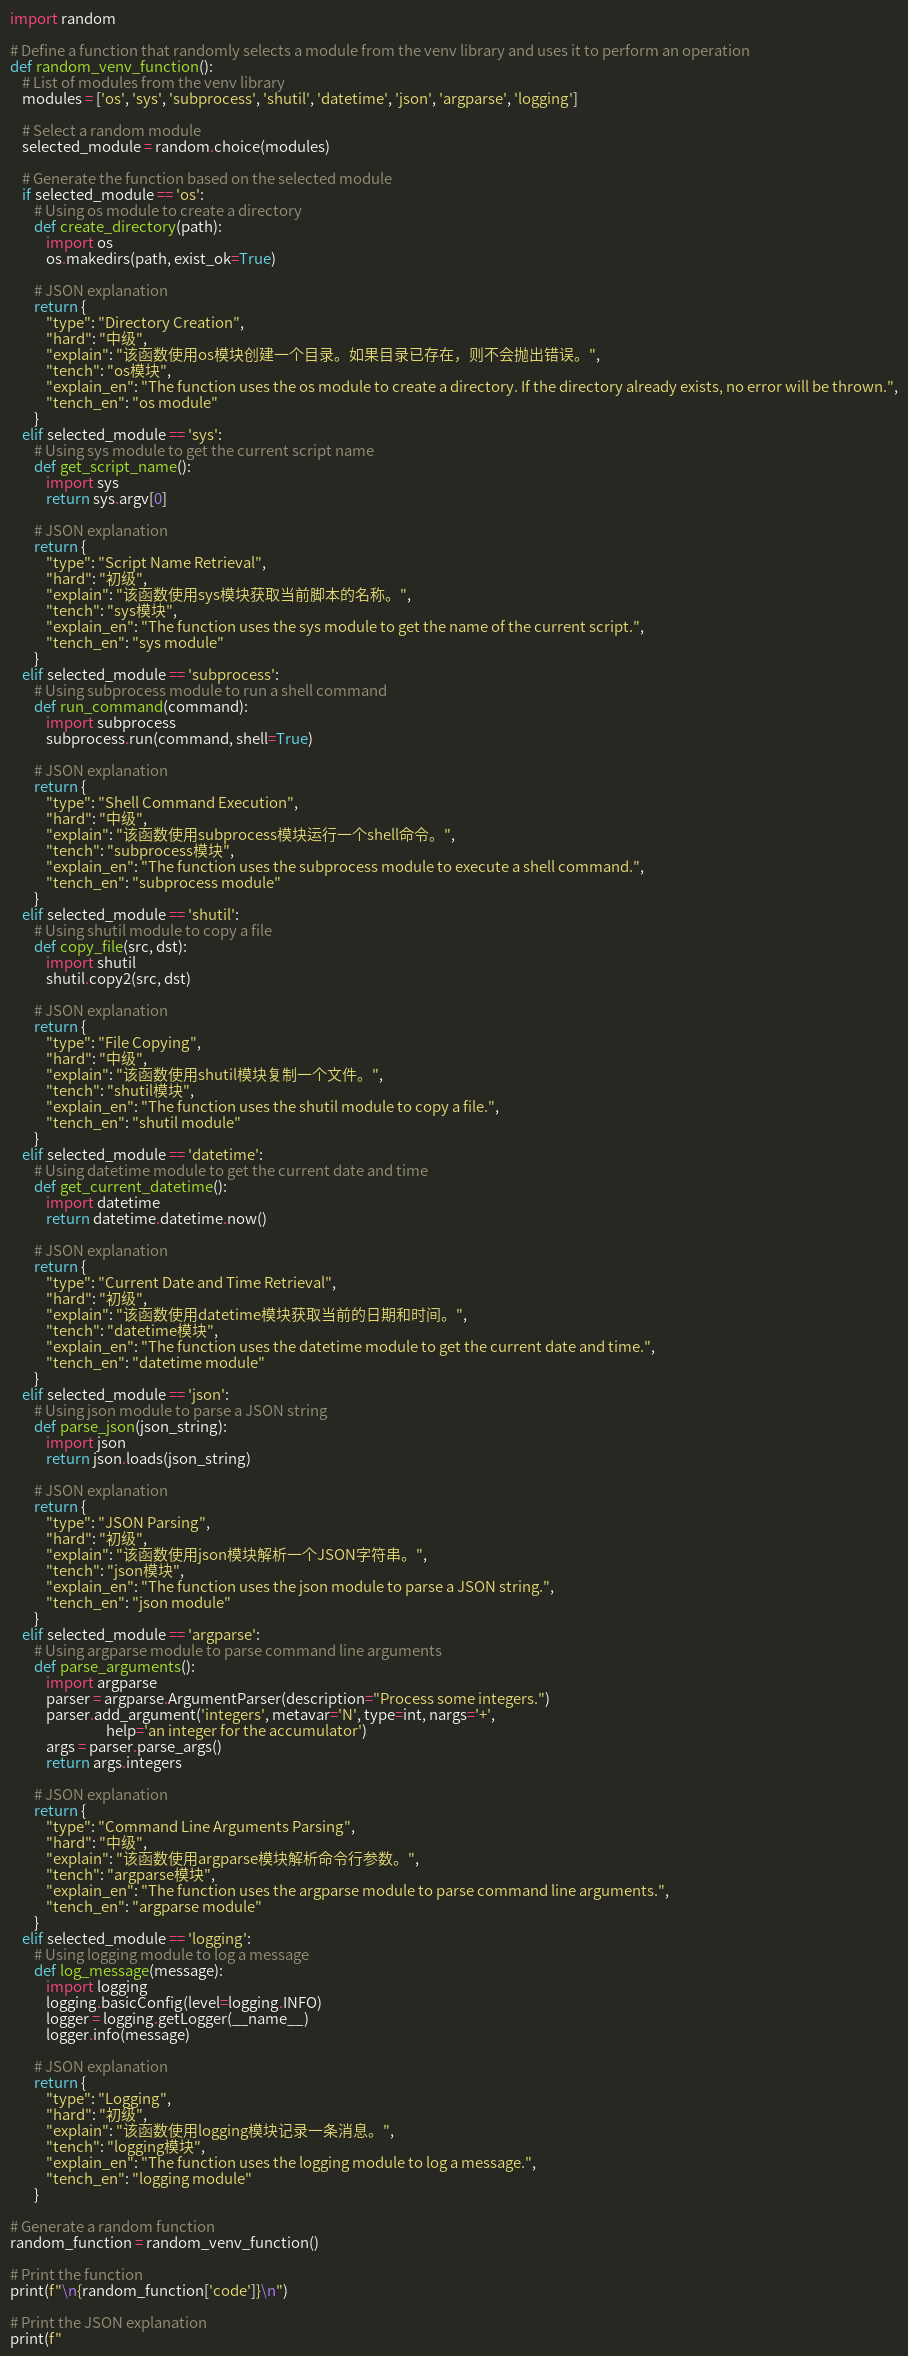 import random

# Define a function that randomly selects a module from the venv library and uses it to perform an operation
def random_venv_function():
    # List of modules from the venv library
    modules = ['os', 'sys', 'subprocess', 'shutil', 'datetime', 'json', 'argparse', 'logging']

    # Select a random module
    selected_module = random.choice(modules)

    # Generate the function based on the selected module
    if selected_module == 'os':
        # Using os module to create a directory
        def create_directory(path):
            import os
            os.makedirs(path, exist_ok=True)

        # JSON explanation
        return {
            "type": "Directory Creation",
            "hard": "中级",
            "explain": "该函数使用os模块创建一个目录。如果目录已存在，则不会抛出错误。",
            "tench": "os模块",
            "explain_en": "The function uses the os module to create a directory. If the directory already exists, no error will be thrown.",
            "tench_en": "os module"
        }
    elif selected_module == 'sys':
        # Using sys module to get the current script name
        def get_script_name():
            import sys
            return sys.argv[0]

        # JSON explanation
        return {
            "type": "Script Name Retrieval",
            "hard": "初级",
            "explain": "该函数使用sys模块获取当前脚本的名称。",
            "tench": "sys模块",
            "explain_en": "The function uses the sys module to get the name of the current script.",
            "tench_en": "sys module"
        }
    elif selected_module == 'subprocess':
        # Using subprocess module to run a shell command
        def run_command(command):
            import subprocess
            subprocess.run(command, shell=True)

        # JSON explanation
        return {
            "type": "Shell Command Execution",
            "hard": "中级",
            "explain": "该函数使用subprocess模块运行一个shell命令。",
            "tench": "subprocess模块",
            "explain_en": "The function uses the subprocess module to execute a shell command.",
            "tench_en": "subprocess module"
        }
    elif selected_module == 'shutil':
        # Using shutil module to copy a file
        def copy_file(src, dst):
            import shutil
            shutil.copy2(src, dst)

        # JSON explanation
        return {
            "type": "File Copying",
            "hard": "中级",
            "explain": "该函数使用shutil模块复制一个文件。",
            "tench": "shutil模块",
            "explain_en": "The function uses the shutil module to copy a file.",
            "tench_en": "shutil module"
        }
    elif selected_module == 'datetime':
        # Using datetime module to get the current date and time
        def get_current_datetime():
            import datetime
            return datetime.datetime.now()

        # JSON explanation
        return {
            "type": "Current Date and Time Retrieval",
            "hard": "初级",
            "explain": "该函数使用datetime模块获取当前的日期和时间。",
            "tench": "datetime模块",
            "explain_en": "The function uses the datetime module to get the current date and time.",
            "tench_en": "datetime module"
        }
    elif selected_module == 'json':
        # Using json module to parse a JSON string
        def parse_json(json_string):
            import json
            return json.loads(json_string)

        # JSON explanation
        return {
            "type": "JSON Parsing",
            "hard": "初级",
            "explain": "该函数使用json模块解析一个JSON字符串。",
            "tench": "json模块",
            "explain_en": "The function uses the json module to parse a JSON string.",
            "tench_en": "json module"
        }
    elif selected_module == 'argparse':
        # Using argparse module to parse command line arguments
        def parse_arguments():
            import argparse
            parser = argparse.ArgumentParser(description="Process some integers.")
            parser.add_argument('integers', metavar='N', type=int, nargs='+',
                                help='an integer for the accumulator')
            args = parser.parse_args()
            return args.integers

        # JSON explanation
        return {
            "type": "Command Line Arguments Parsing",
            "hard": "中级",
            "explain": "该函数使用argparse模块解析命令行参数。",
            "tench": "argparse模块",
            "explain_en": "The function uses the argparse module to parse command line arguments.",
            "tench_en": "argparse module"
        }
    elif selected_module == 'logging':
        # Using logging module to log a message
        def log_message(message):
            import logging
            logging.basicConfig(level=logging.INFO)
            logger = logging.getLogger(__name__)
            logger.info(message)

        # JSON explanation
        return {
            "type": "Logging",
            "hard": "初级",
            "explain": "该函数使用logging模块记录一条消息。",
            "tench": "logging模块",
            "explain_en": "The function uses the logging module to log a message.",
            "tench_en": "logging module"
        }

# Generate a random function
random_function = random_venv_function()

# Print the function
print(f"\n{random_function['code']}\n")

# Print the JSON explanation
print(f"